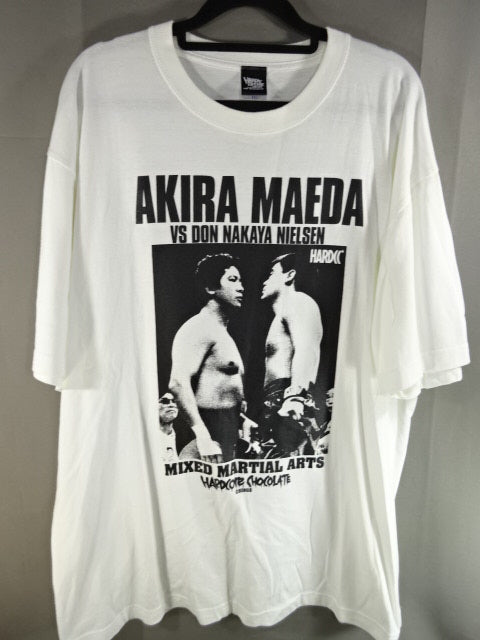 AKIRA MAEDA
VS DON NAKAYA NIELSEN
HARDCC
MIXED MARTIAL ARTS
HARDCORE CHOCOLATE